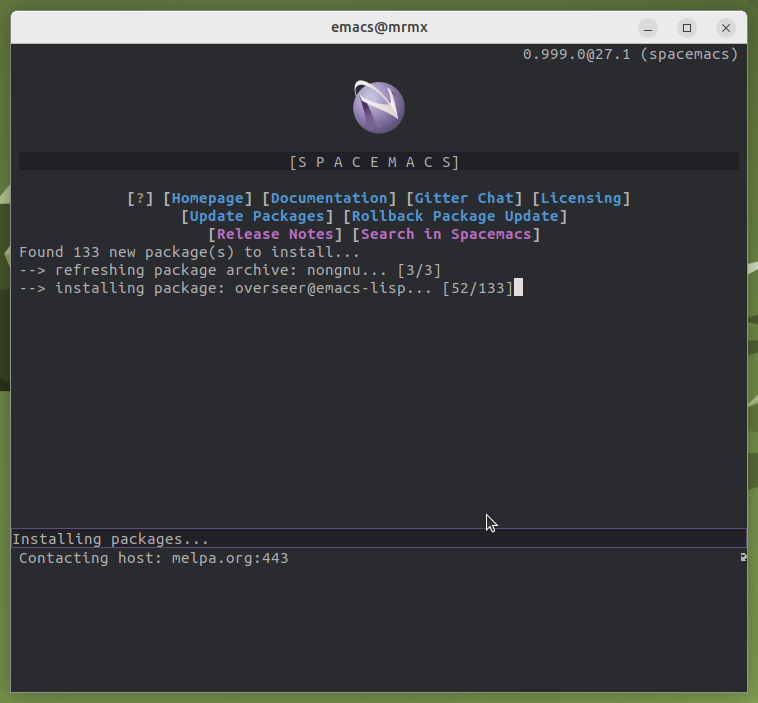 emacs@mrmx
0.999.0@27.1 (spacemacs)
[S P A C E M A C S]
[?] [Homepage] [Documentation] [Gitter Chat] [Licensing]
[Update Packages] [Rollback Package Update]
[Release Notes] [Search in Spacemacs]
Found 133 new package(s) to install...
--> refreshing package archive: nongnu... [3/3]
--> installing package: overseer@emacs-lisp... [52/133]
Installing packages...
Contacting host: melpa.org:443